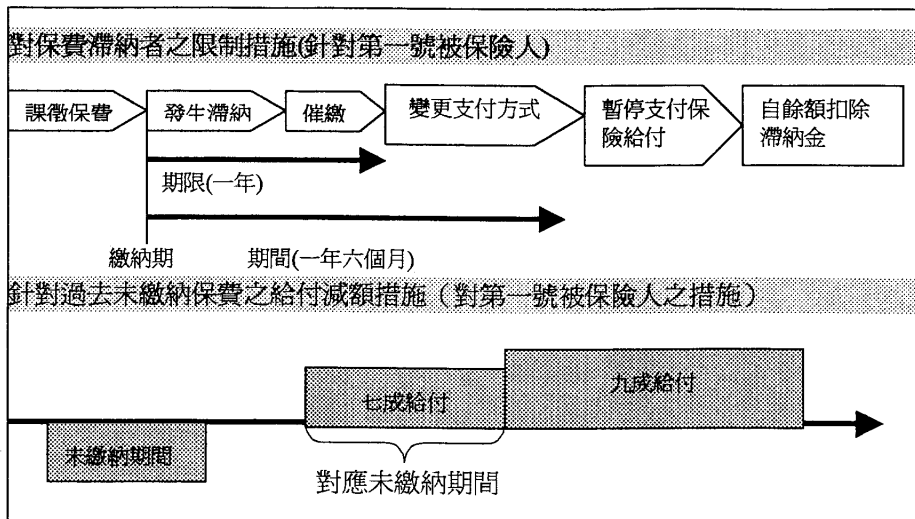 對保費滯納者之限制措施(針對第一號被保險人)
課徵保費
發生滯納
催繳
變更支付方式
暫停支付保
險給付
自餘額扣除
滯納金
期限(一年)
繳納期
期間(一年六個月)
針對過去未繳納保費之給付減額措施（對第一號被保險人之措施）
七成給付
九成給付
未繳納期間
對應未繳納期間